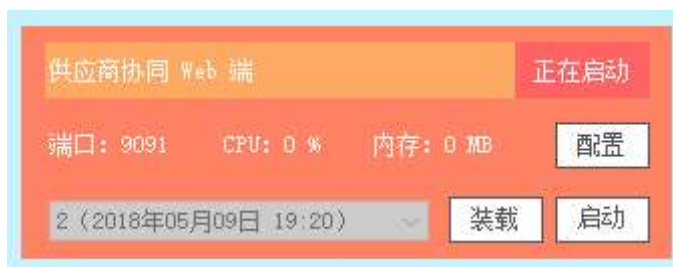 供应商协同 Web 端 正在启动
端口: 9091 CPU: 0 % 内存: 0 MB 配置
2（2018年05月09日 19:20） 装载 启动